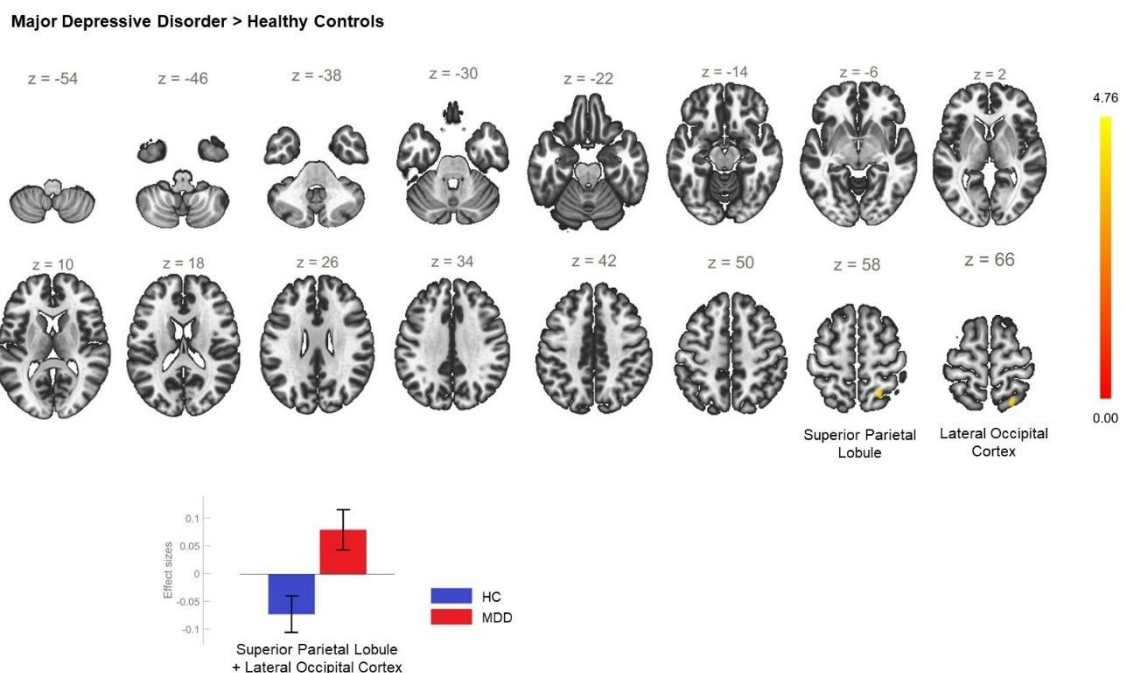 Major Depressive Disorder > Healthy Controls
z = -54
z = -46
z = -38
z = -30
z = -22
z = -14
z = -6
z = 2
4.76
z = 10
z = 18
z = 26
z = 34
z = 42
z = 50
z = 58
z = 66
0.00
Superior Parietal
Lobule
Lateral Occipital
Cortex
Effect sizes
0.1
0.05
0
-0.05
-0.1
HC
MDD
Superior Parietal Lobule
+ Lateral Occipital Cortex